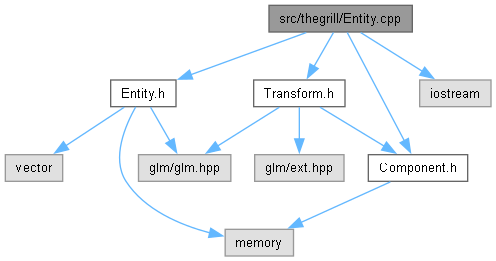 src/thegrill/Entity.cpp
Entity.h
Transform.h
iostream
vector
glm/glm.hpp
glm/ext.hpp
Component.h
memory